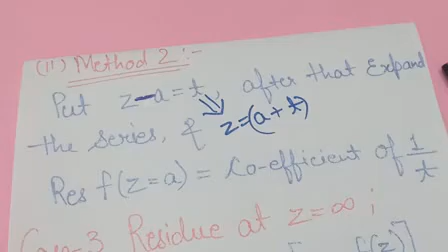 (ii) Method 2 :-
Put z-a=t, after that Expand
the series, & z=(a+t)
Res f(z=a) = Co-efficient of 1/t
Case-3 Residue at z=∞;